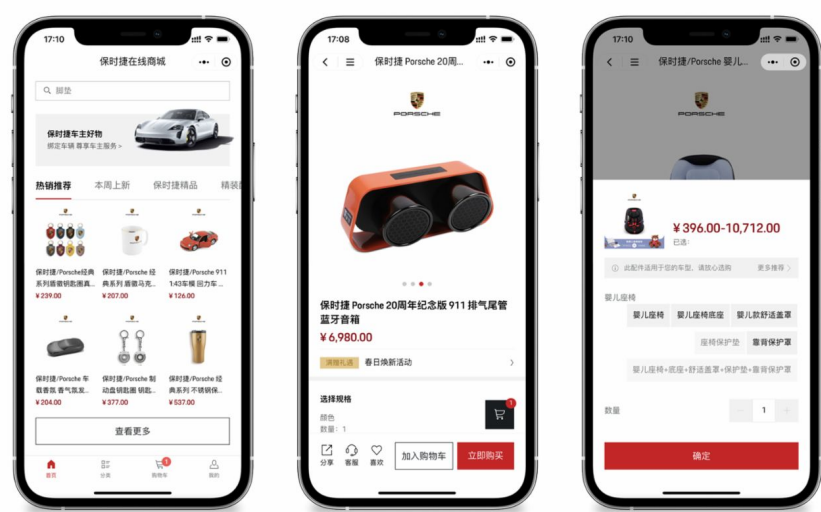 17:10
保时捷在线商城
脚垫
保时捷车主好物
绑定车辆 尊享车主服务 >
热销推荐 本周上新 保时捷精品
保时捷/Porsche经典 保时捷/Porsche 经 保时捷/Porsche 911
系列盾徽钥匙圈真... 典系列 盾徽马克... 1:43车模 回力车 ...
¥239.00 ¥207.00 ¥126.00
保时捷/Porsche 车 保时捷/Porsche 制 保时捷/Porsche 经
载香氛 香气氛发... 动盘钥匙圈 钥匙... 典系列 不锈钢保...
¥204.00 ¥377.00 ¥537.00
查看更多
1
首页 分类 购物车 我的
17:08
保时捷 Porsche 20周...
PORSCHE
保时捷 Porsche 20周年纪念版 911 排气尾管
蓝牙音箱
¥6,980.00
满赠礼遇 春日焕新活动
选择规格
颜色
数量：1
1
分享 客服 喜欢 加入购物车 立即购买
17:10
保时捷/Porsche 婴儿...
PORSCHE
¥396.00-10,712.00
已选：
此配件适用于您的车型，请放心选购 更多推荐
婴儿座椅
婴儿座椅 婴儿座椅底座 婴儿款舒适盖罩
座椅保护垫 靠背保护罩
婴儿座椅+底座+舒适盖罩+保护垫+靠背保护罩
数量 − 1 +
确定